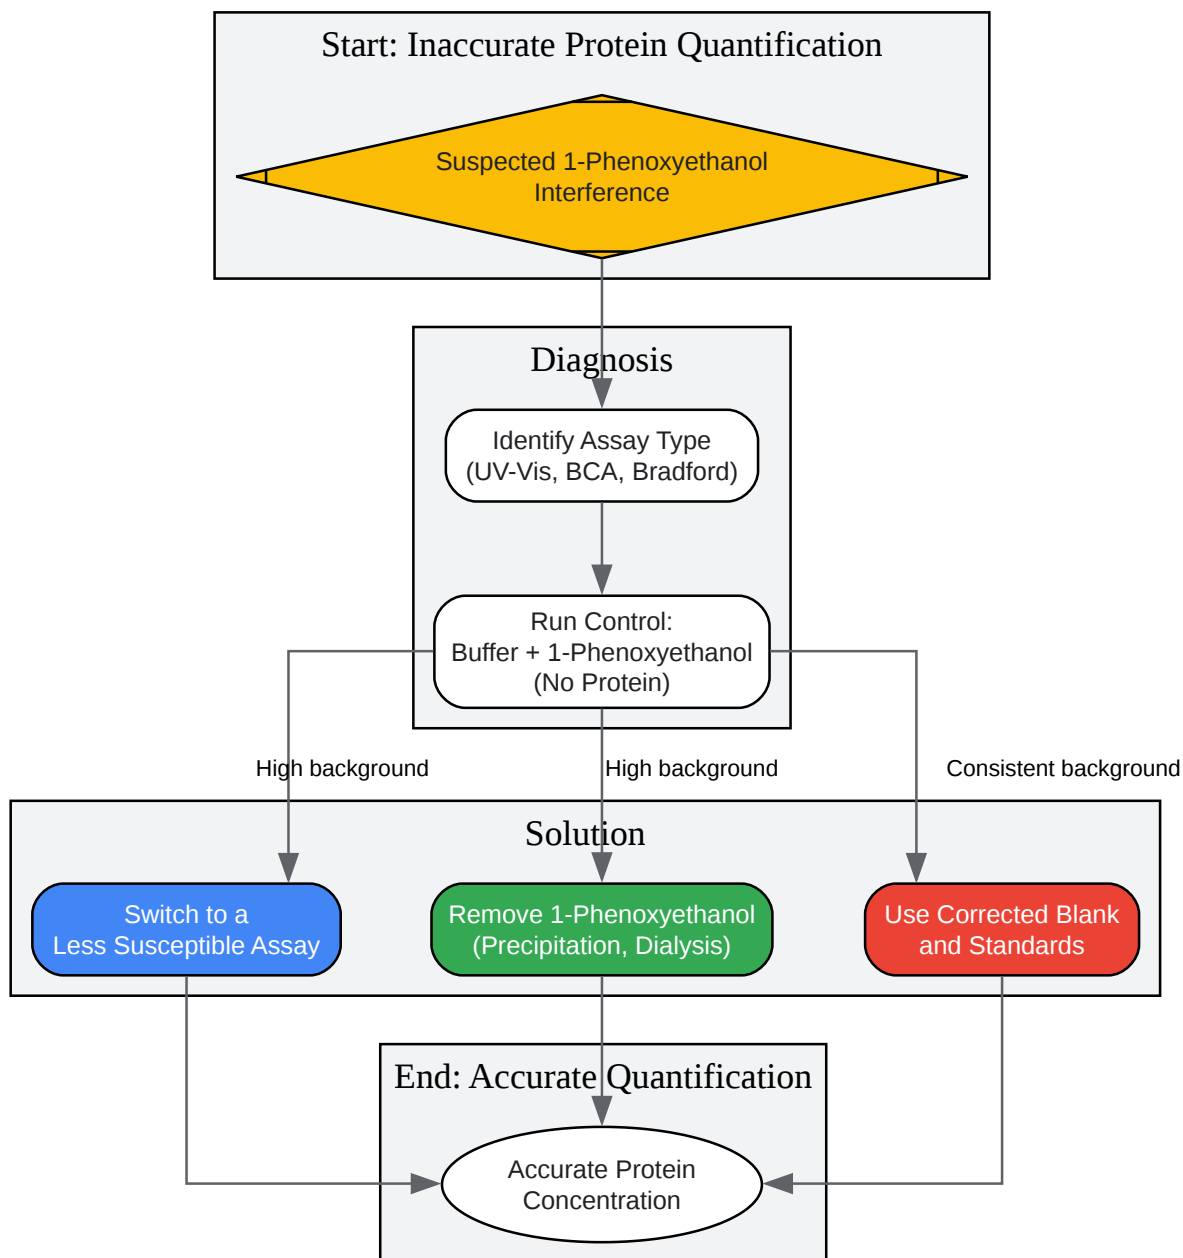 Start: Inaccurate Protein Quantification
Suspected 1-Phenoxyethanol
Interference
Diagnosis
Identify Assay Type
(UV-Vis, BCA, Bradford)
Run Control:
Buffer + 1-Phenoxyethanol
(No Protein)
High background
High background
Consistent background
Solution
Switch to a
Less Susceptible Assay
Remove 1-Phenoxyethanol
(Precipitation, Dialysis)
Use Corrected Blank
and Standards
End: Accurate Quantification
Accurate Protein
Concentration